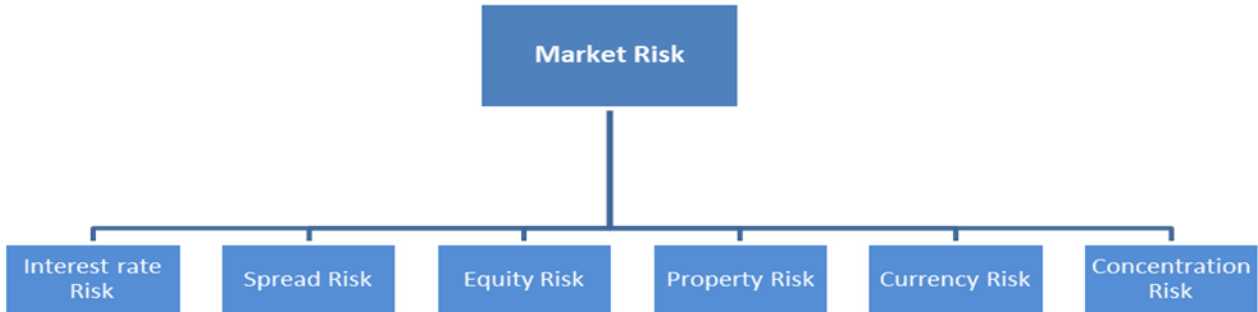 Market Risk
Interest rate
Risk
Spread Risk
Equity Risk
Property Risk
Currency Risk
Concentration
Risk